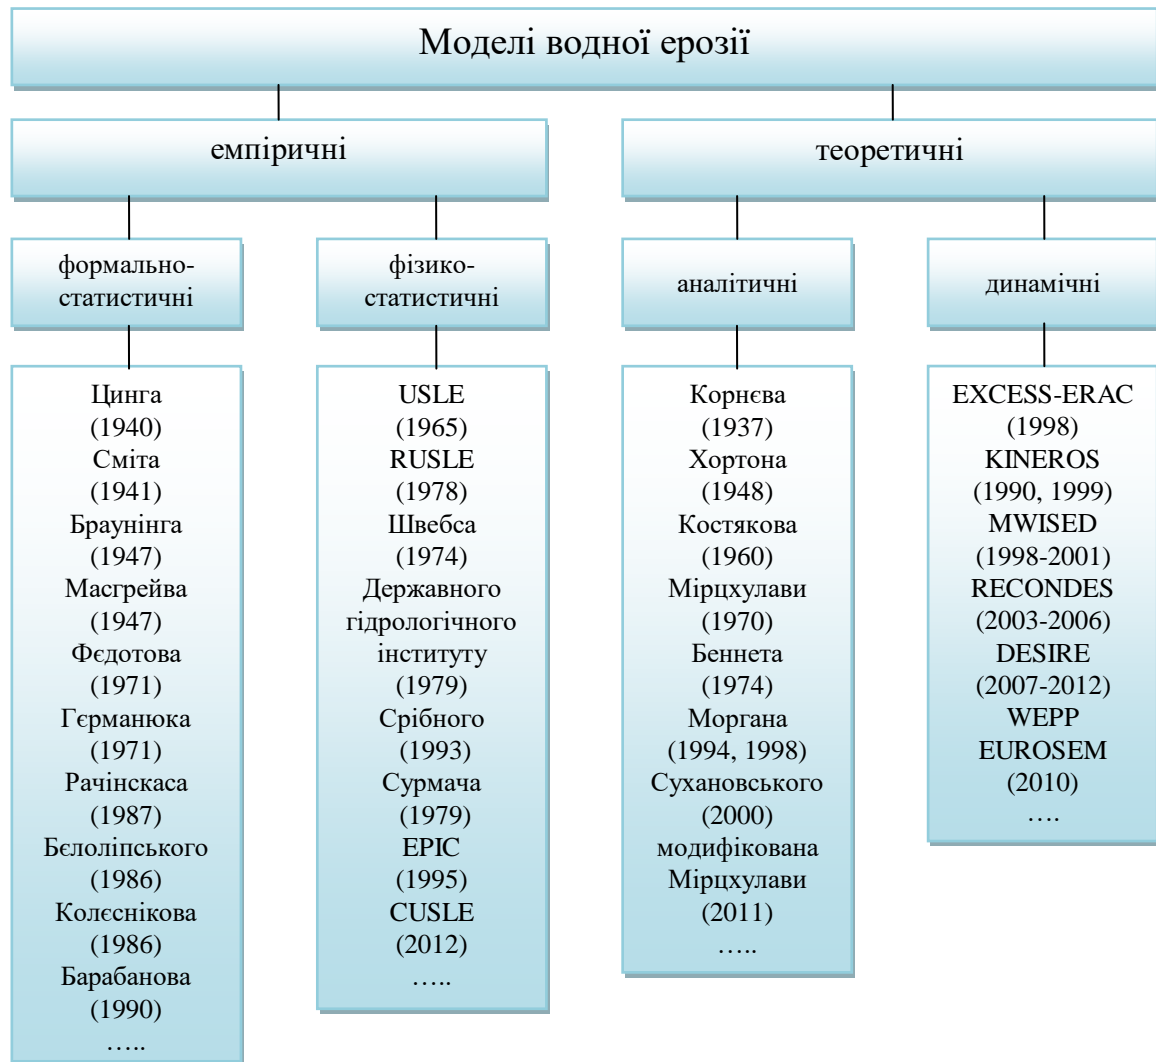 Моделі водної ерозії
емпіричні
теоретичні
формально-
статистичні
фізико-
статистичні
аналітичні
динамічні
Цинга
(1940)
Сміта
(1941)
Браунінга
(1947)
Масгрейва
(1947)
Фєдотова
(1971)
Гєрманюка
(1971)
Рачінскаса
(1987)
Бєлоліпського
(1986)
Колєснікова
(1986)
Барабанова
(1990)
…..
USLE
(1965)
RUSLE
(1978)
Швебса
(1974)
Державного
гідрологічного
інституту
(1979)
Срібного
(1993)
Сурмача
(1979)
EPIC
(1995)
CUSLE
(2012)
…..
Корнєва
(1937)
Хортона
(1948)
Костякова
(1960)
Мірцхулави
(1970)
Беннета
(1974)
Моргана
(1994, 1998)
Сухановського
(2000)
модифікована
Мірцхулави
(2011)
…..
EXCESS-ERAC
(1998)
KINEROS
(1990, 1999)
MWISED
(1998-2001)
RECONDES
(2003-2006)
DESIRE
(2007-2012)
WEPP
EUROSEM
(2010)
….